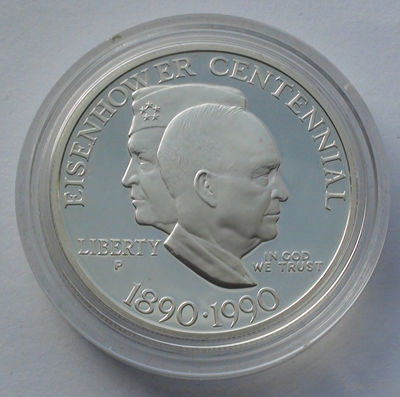 EISENHOWER CENTENNIAL
LIBERTY
P
IN GOD
WE TRUST
1890·1990